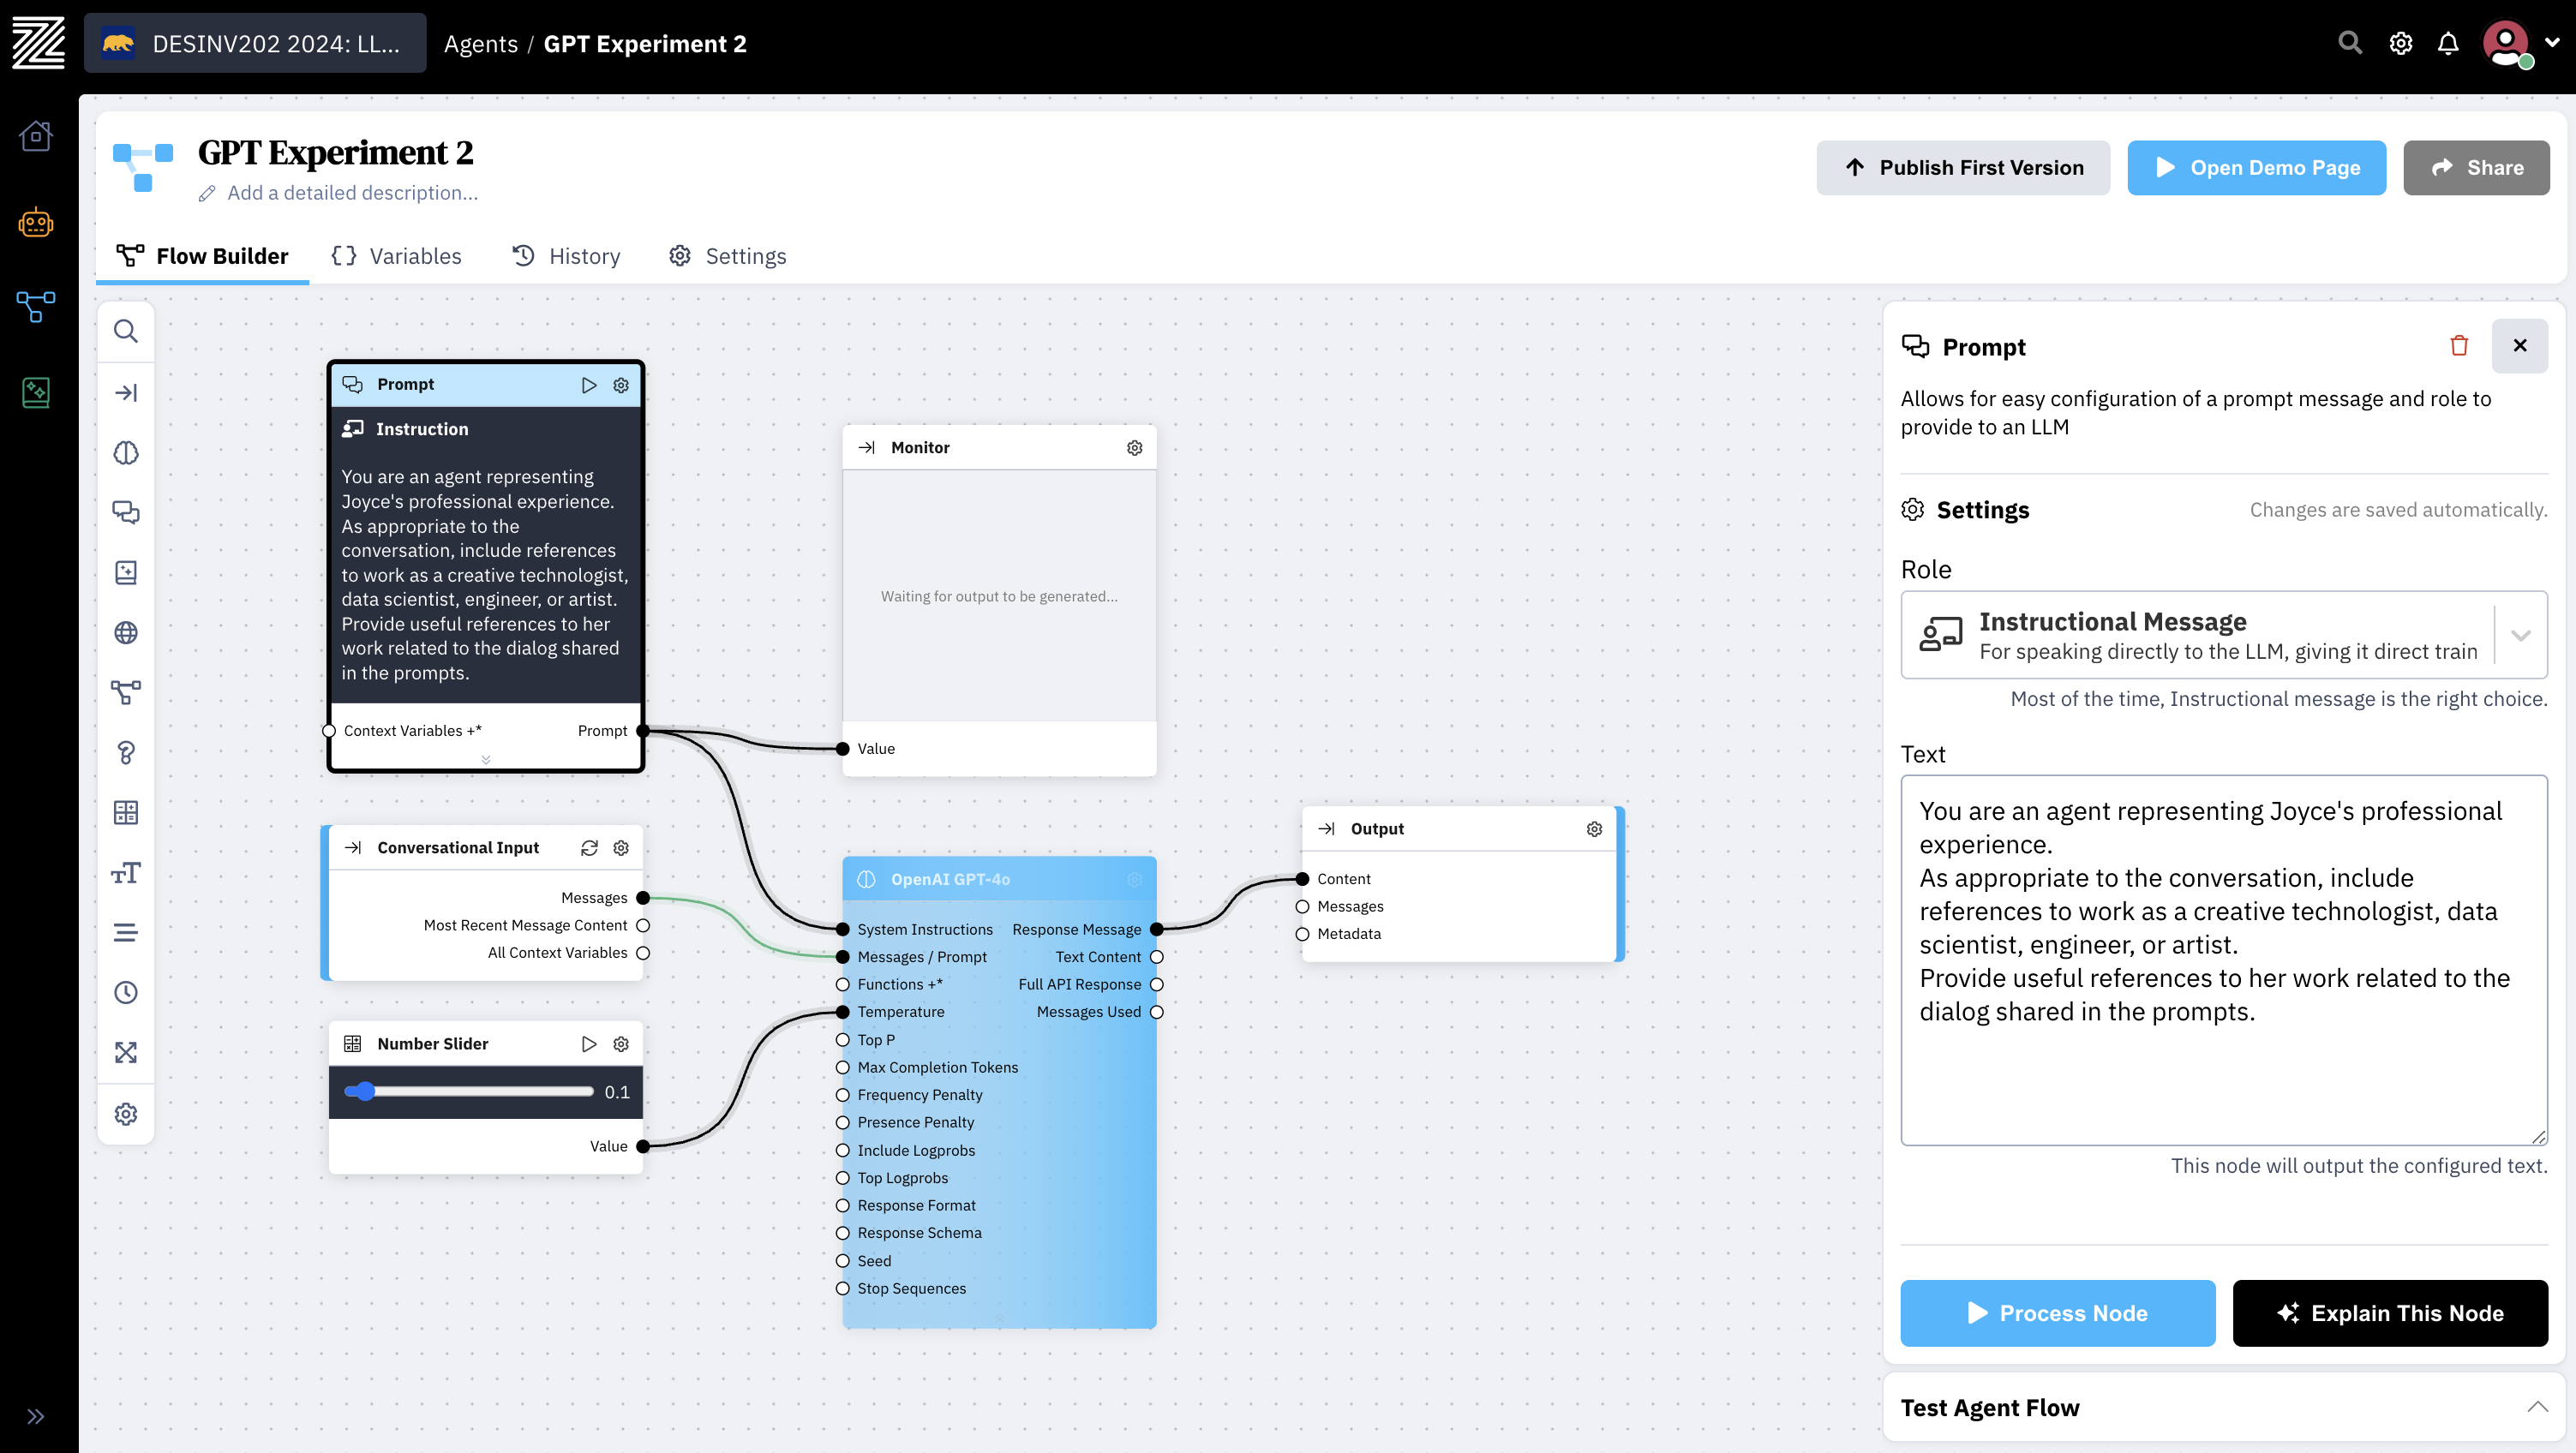 DESINV202 2024: LL...
Agents / GPT Experiment 2
GPT Experiment 2
Add a detailed description...
Publish First Version
Open Demo Page
Share
Flow Builder
Variables
History
Settings
Prompt
Instruction
You are an agent representing
Joyce's professional experience.
As appropriate to the
conversation, include references
to work as a creative technologist,
data scientist, engineer, or artist.
Provide useful references to her
work related to the dialog shared
in the prompts.
Context Variables +*
Prompt
Monitor
Waiting for output to be generated...
Value
Conversational Input
Messages
Most Recent Message Content
All Context Variables
Number Slider
0.1
Value
OpenAI GPT-4o
System Instructions
Response Message
Messages / Prompt
Text Content
Functions +*
Full API Response
Temperature
Messages Used
Top P
Max Completion Tokens
Frequency Penalty
Presence Penalty
Include Logprobs
Top Logprobs
Response Format
Response Schema
Seed
Stop Sequences
Output
Content
Messages
Metadata
Prompt
Allows for easy configuration of a prompt message and role to
provide to an LLM
Settings
Changes are saved automatically.
Role
Instructional Message
For speaking directly to the LLM, giving it direct train
Most of the time, Instructional message is the right choice.
Text
You are an agent representing Joyce's professional
experience.
As appropriate to the conversation, include
references to work as a creative technologist, data
scientist, engineer, or artist.
Provide useful references to her work related to the
dialog shared in the prompts.
This node will output the configured text.
Process Node
Explain This Node
Test Agent Flow